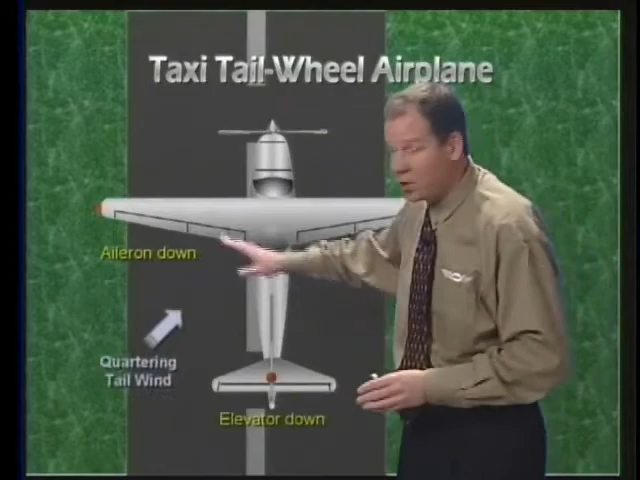 Taxi Tail-Wheel Airplane
Aileron down
Quartering
Tail Wind
Elevator down